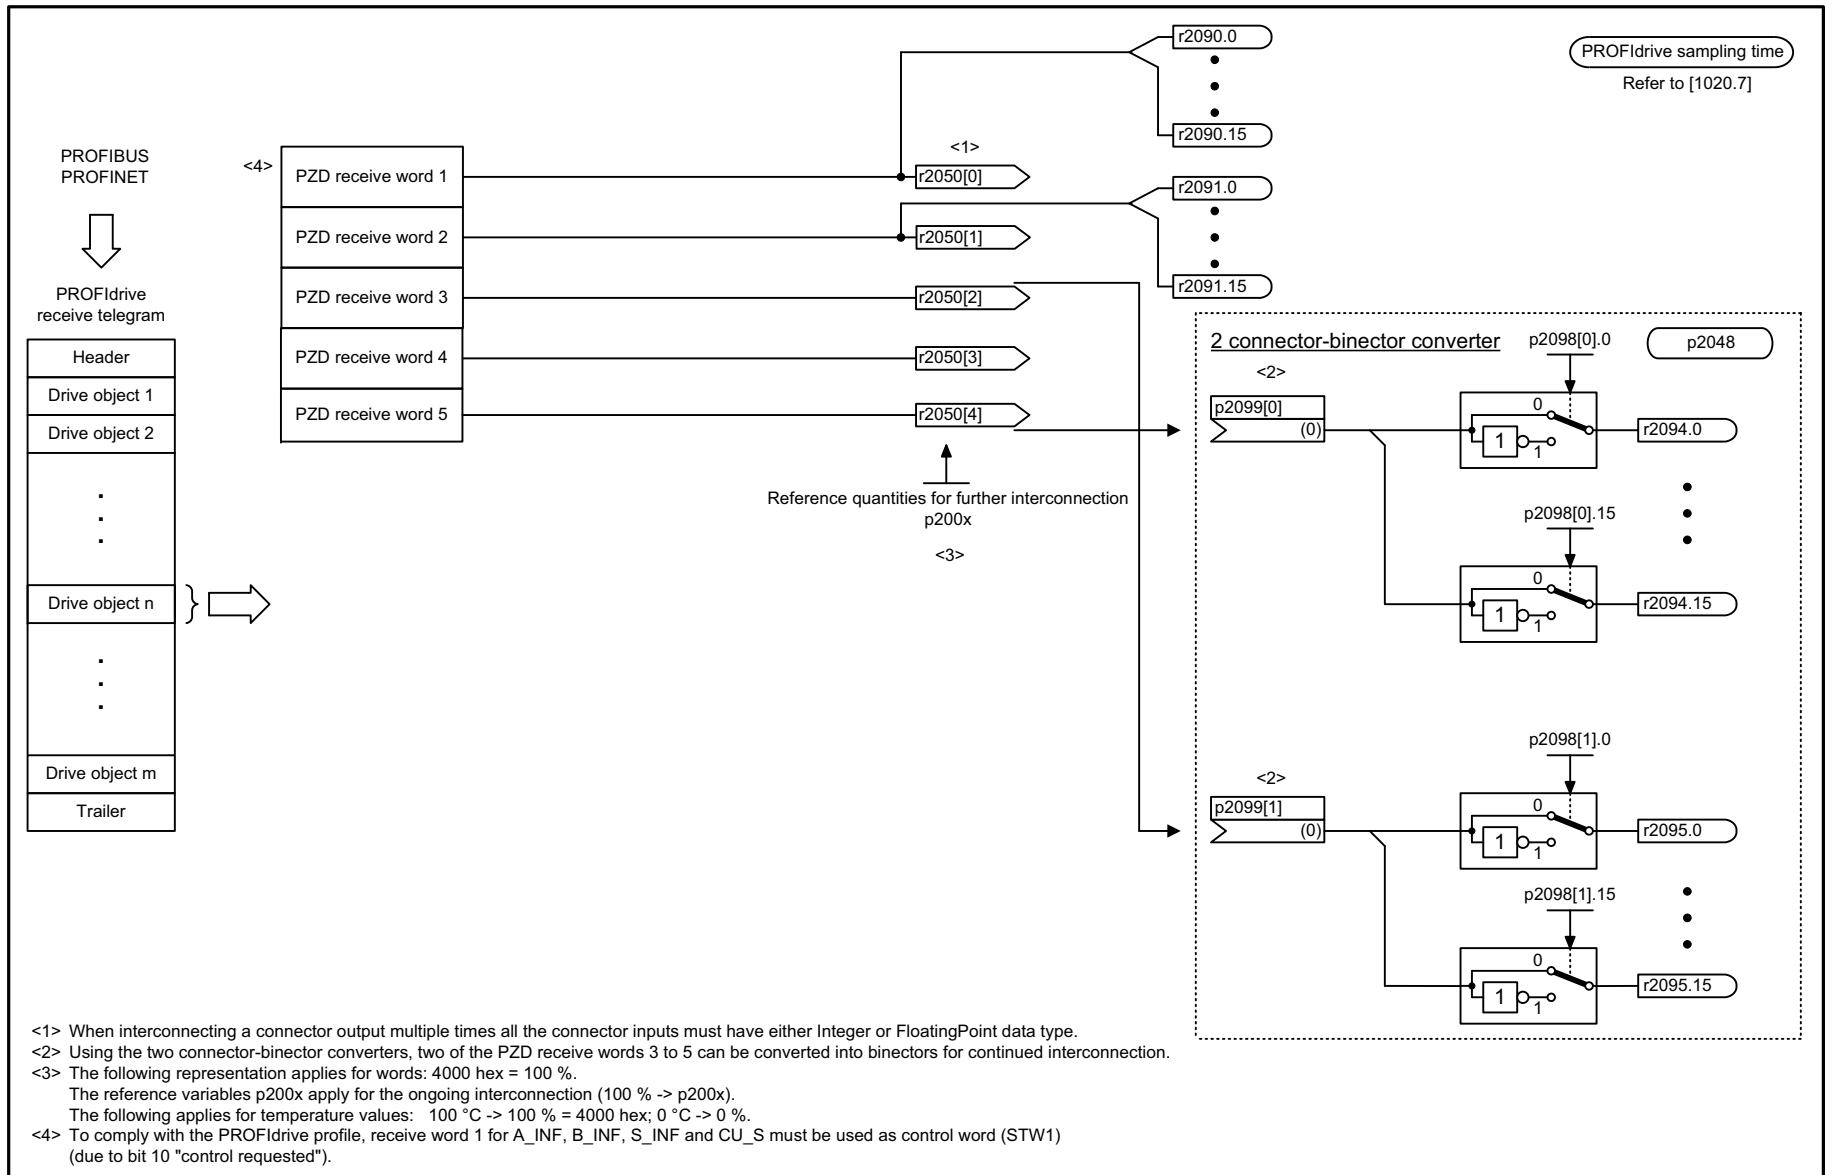 PROFIBUS
PROFINET
PROFIdrive
receive telegram
Header
Drive object 1
Drive object 2
Drive object n
Drive object m
Trailer
<4>
PZD receive word 1
PZD receive word 2
PZD receive word 3
PZD receive word 4
PZD receive word 5
<1>
r2050[0]
r2050[1]
r2050[2]
r2050[3]
r2050[4]
Reference quantities for further interconnection
p200x
<3>
r2090.0
r2090.15
r2091.0
r2091.15
PROFIdrive sampling time
Refer to [1020.7]
2 connector-binector converter
p2048
<2>
p2099[0]
(0)
p2098[0].0
0
1
1
r2094.0
p2098[0].15
0
1
1
r2094.15
<2>
p2099[1]
(0)
p2098[1].0
0
1
1
r2095.0
p2098[1].15
0
1
1
r2095.15
<1> When interconnecting a connector output multiple times all the connector inputs must have either Integer or FloatingPoint data type.
<2> Using the two connector-binector converters, two of the PZD receive words 3 to 5 can be converted into binectors for continued interconnection.
<3> The following representation applies for words: 4000 hex = 100 %.
The reference variables p200x apply for the ongoing interconnection (100 % -> p200x).
The following applies for temperature values: 100 °C -> 100 % = 4000 hex; 0 °C -> 0 %.
<4> To comply with the PROFIdrive profile, receive word 1 for A_INF, B_INF, S_INF and CU_S must be used as control word (STW1)
(due to bit 10 "control requested").